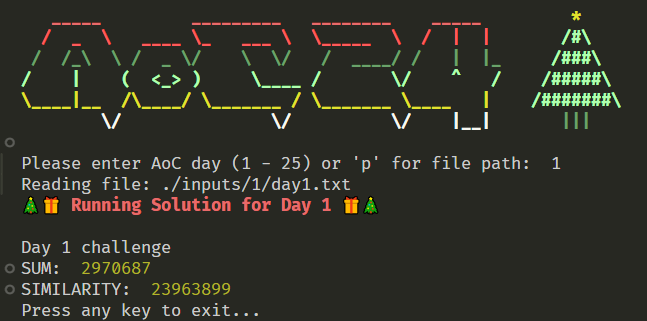 AoC24
Please enter AoC day (1 - 25) or 'p' for file path:  1
Reading file: ./inputs/1/day1.txt
🎄🎁 Running Solution for Day 1 🎁🎄
Day 1 challenge
SUM:  2970687
SIMILARITY:  23963899
Press any key to exit...